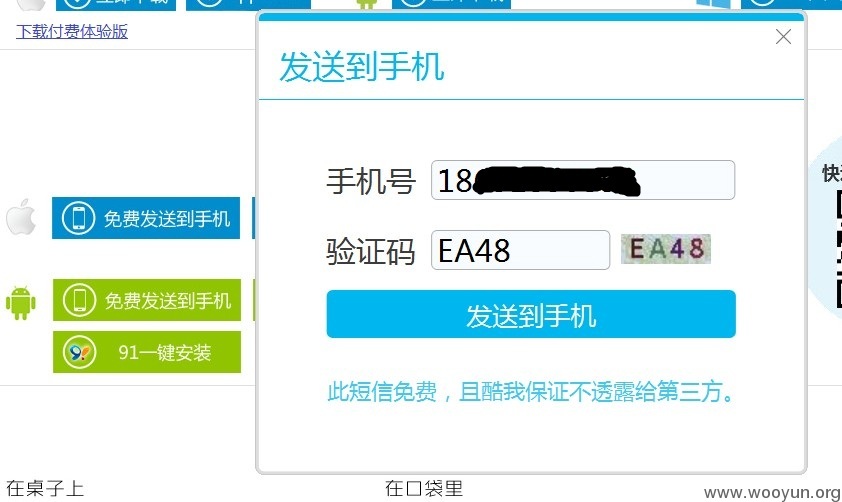 下载付费体验版
发送到手机
手机号 18
验证码 EA48 EA48
发送到手机
此短信免费，且酷我保证不透露给第三方。
免费发送到手机
免费发送到手机
91一键安装
在桌子上
在口袋里
www.wooyun.org